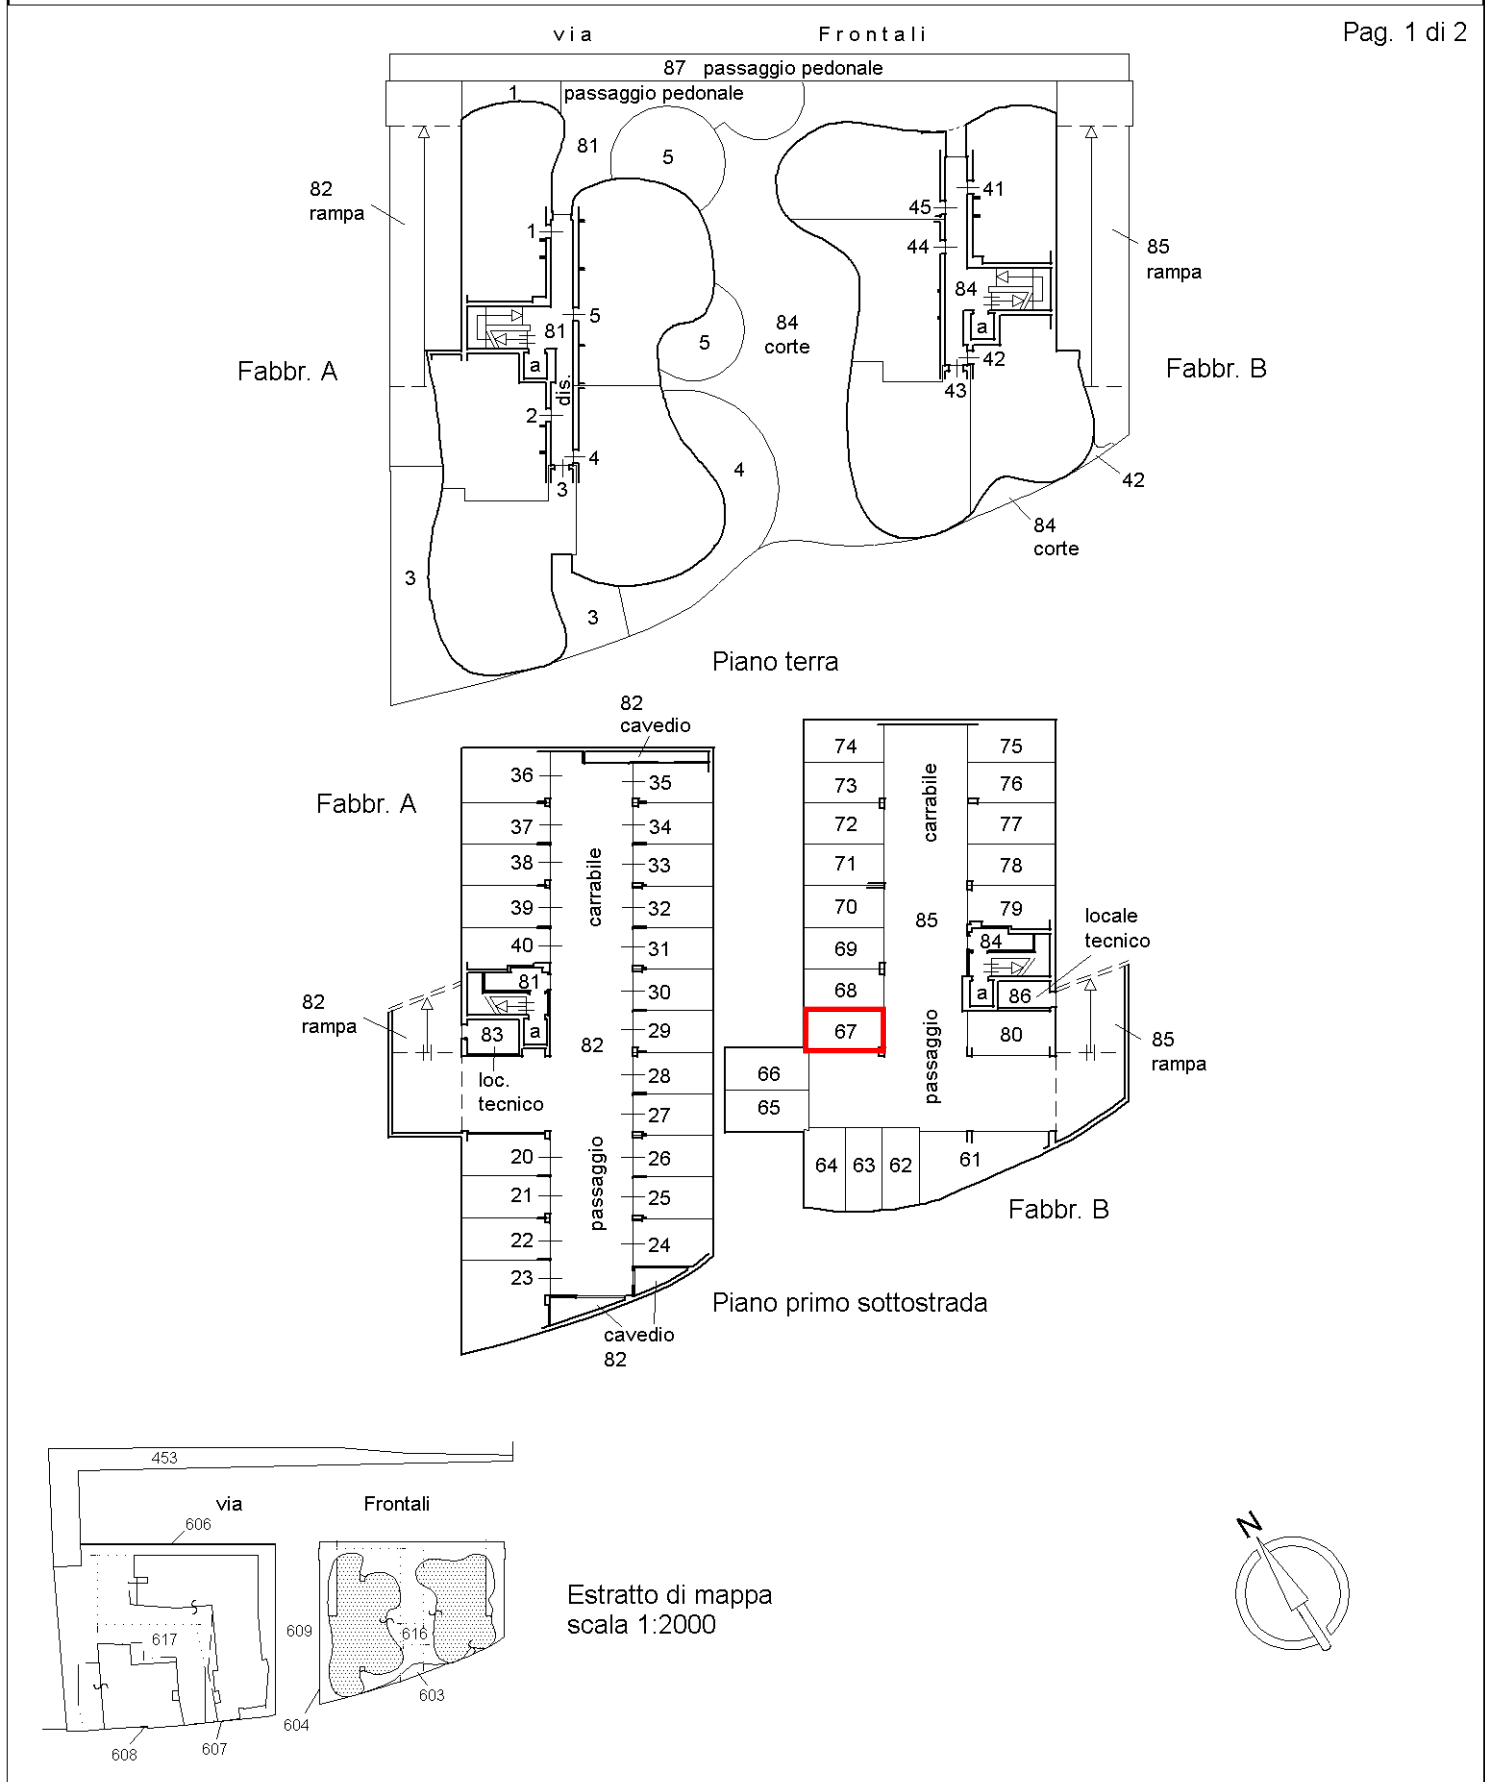 Pag. 1 di 2
via Frontali
87 passaggio pedonale
1 passaggio pedonale
81
5
82
rampa
1
5
81
a
dis.
2
4
3
5
4
3
3
Fabbr. A
84
corte
45
41
44
84
a
42
43
85
rampa
Fabbr. B
42
84
corte
Piano terra
82
cavedio
Fabbr. A
36
35
37
34
38
33
39
32
40
31
81
30
82
rampa
83
a
29
82
loc.
tecnico
28
27
20
26
21
25
22
24
23
carrabile
passaggio
cavedio
82
74
75
73
76
72
77
71
78
70
85
79
69
84
locale
tecnico
68
a
86
67
80
66
65
85
rampa
64
63
62
61
carrabile
passaggio
Fabbr. B
Piano primo sottostrada
453
via Frontali
606
617
609
616
603
604
607
608
Estratto di mappa
scala 1:2000
N